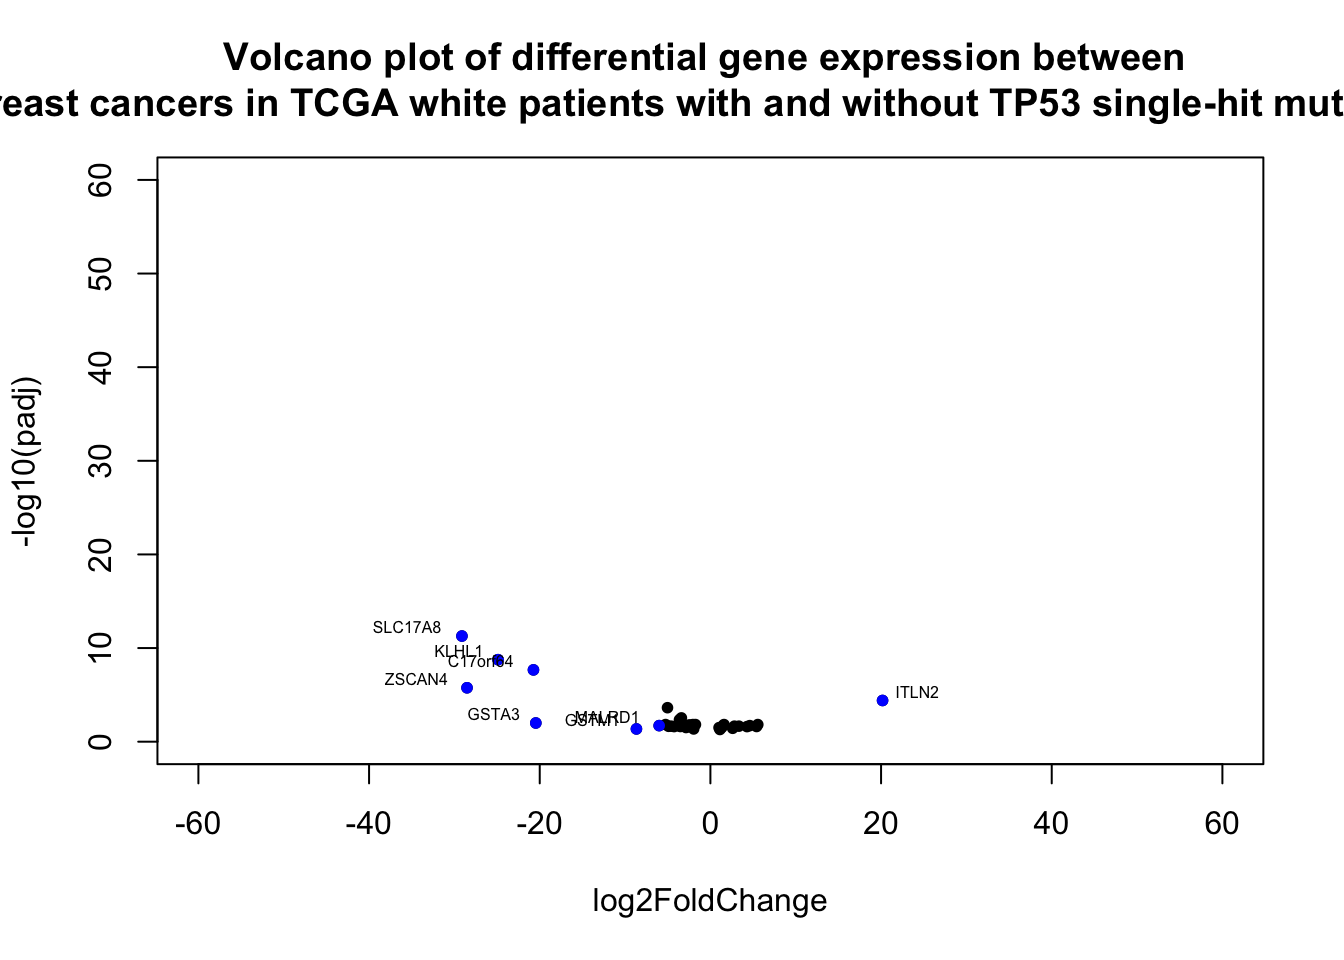 Volcano plot of differential gene expression between
reast cancers in TCGA white patients with and without TP53 single-hit mut
60
50
40
30
20
10
0
-log10(padj)
SLC17A8
KLHL1
ZSCAN4
GSTA3
MALRD1
GSTM1
ITLN2
-60
-40
-20
0
20
40
60
log2FoldChange